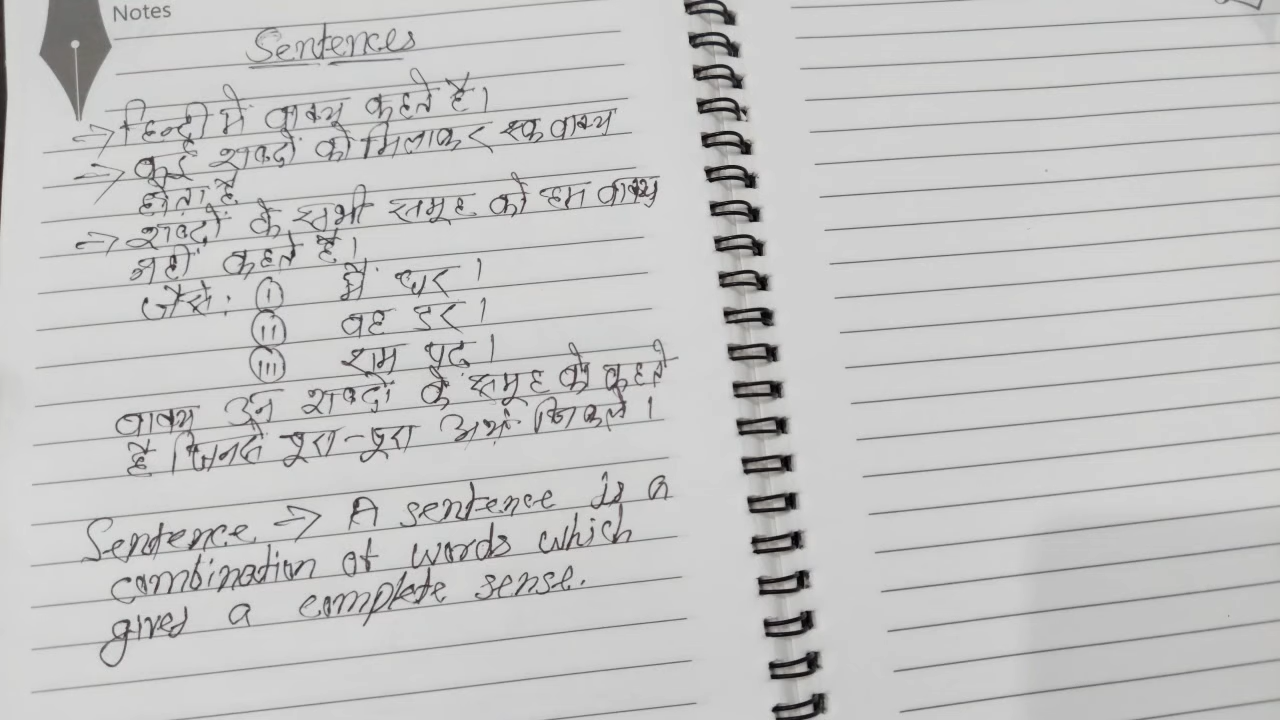 Notes
Sentences
→ हिन्दी में वाक्य कहते है।
→ कई शब्दों को मिलाकर एक वाक्य
होता है
→ शब्दों के सभी समूह को हम वाक्य
नहीं कहते है।
जैसे: (i) मैं घर।
(ii) वह डर।
(iii) राम पढ़।
वाक्य उन शब्दों के समूह को कहते
है जिनसे पूरा-पूरा अर्थ निकले।
Sentence → A sentence is a
combination of words which
gives a complete sense.